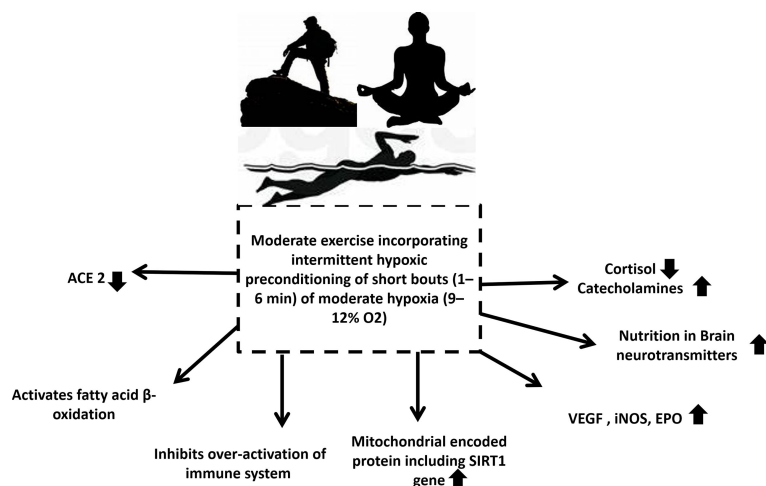 Moderate exercise incorporating
intermittent hypoxic
preconditioning of short bouts (1–
6 min) of moderate hypoxia (9–
12% O2)
ACE 2
Cortisol
Catecholamines
Nutrition in Brain
neurotransmitters
VEGF , iNOS, EPO
Activates fatty acid β-
oxidation
Inhibits over-activation of
immune system
Mitochondrial encoded
protein including SIRT1
gene